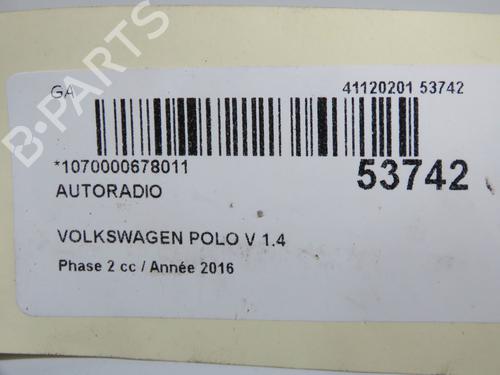 B-PARTS
GA
41120201 53742
*1070000678011
53742
AUTORADIO
VOLKSWAGEN POLO V 1.4
Phase 2 cc / Année 2016